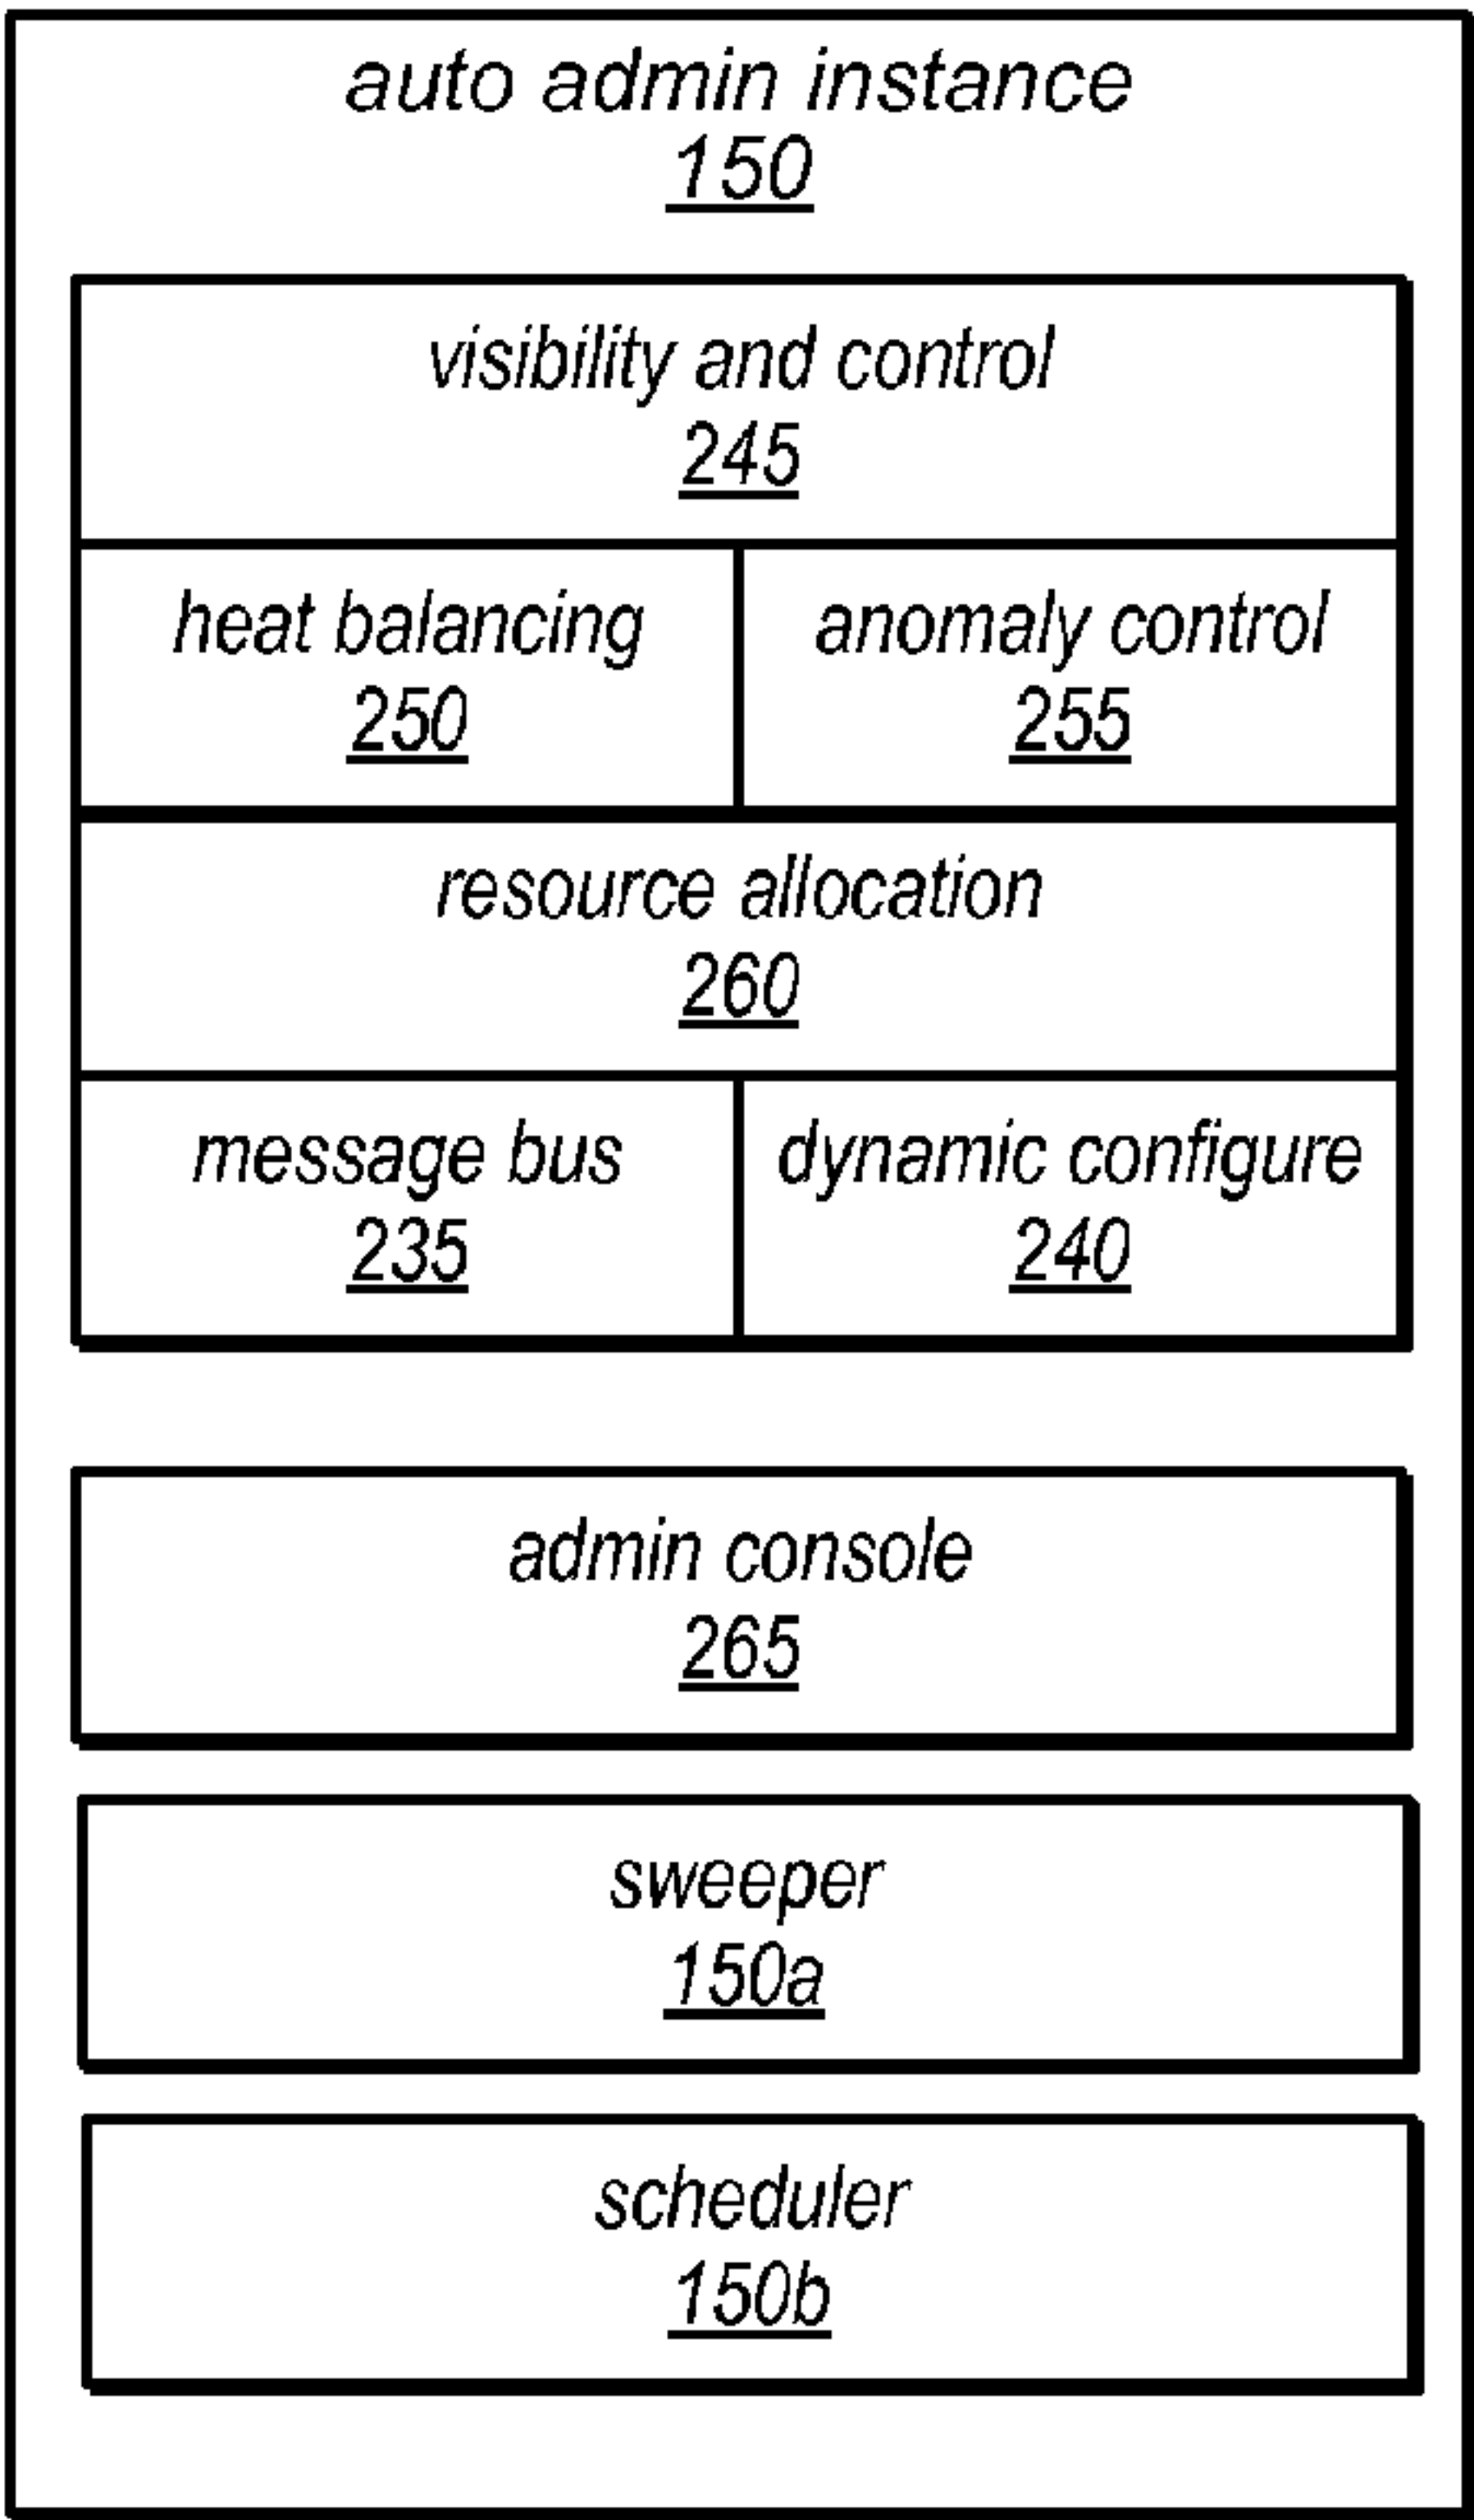 auto admin instance
150
visibility and control
245
heat balancing
250
anomaly control
255
resource allocation
260
message bus
235
dynamic configure
240
admin console
265
sweeper
150a
scheduler
150b